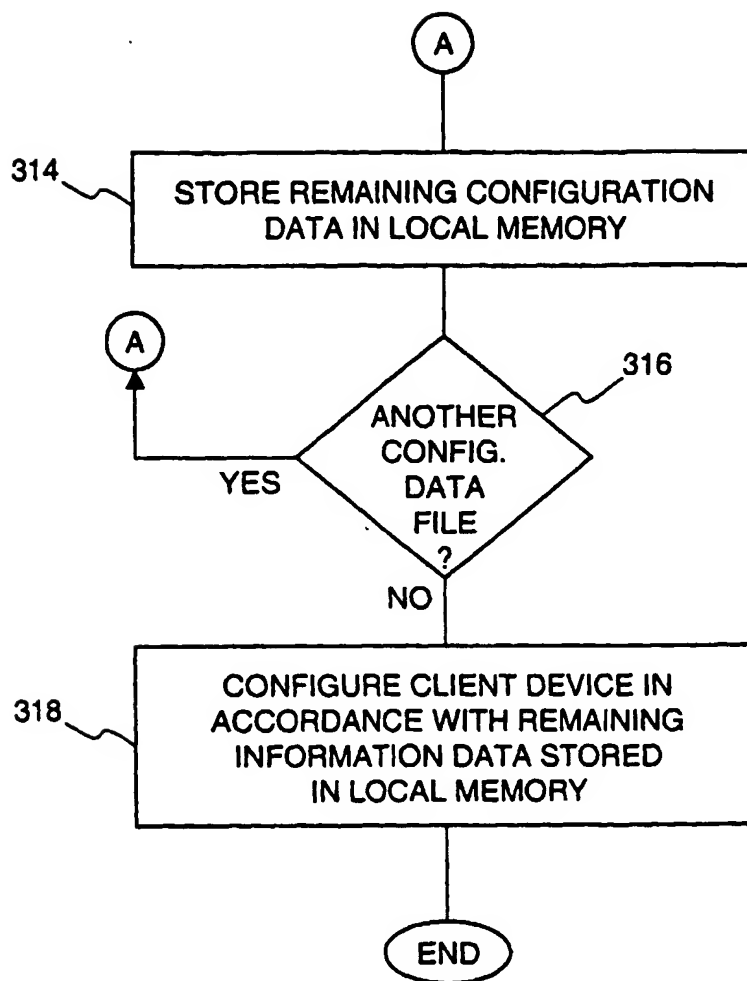 A
314
STORE REMAINING CONFIGURATION
DATA IN LOCAL MEMORY
A
316
ANOTHER
CONFIG.
DATA
FILE
?
YES
NO
318
CONFIGURE CLIENT DEVICE IN
ACCORDANCE WITH REMAINING
INFORMATION DATA STORED
IN LOCAL MEMORY
END